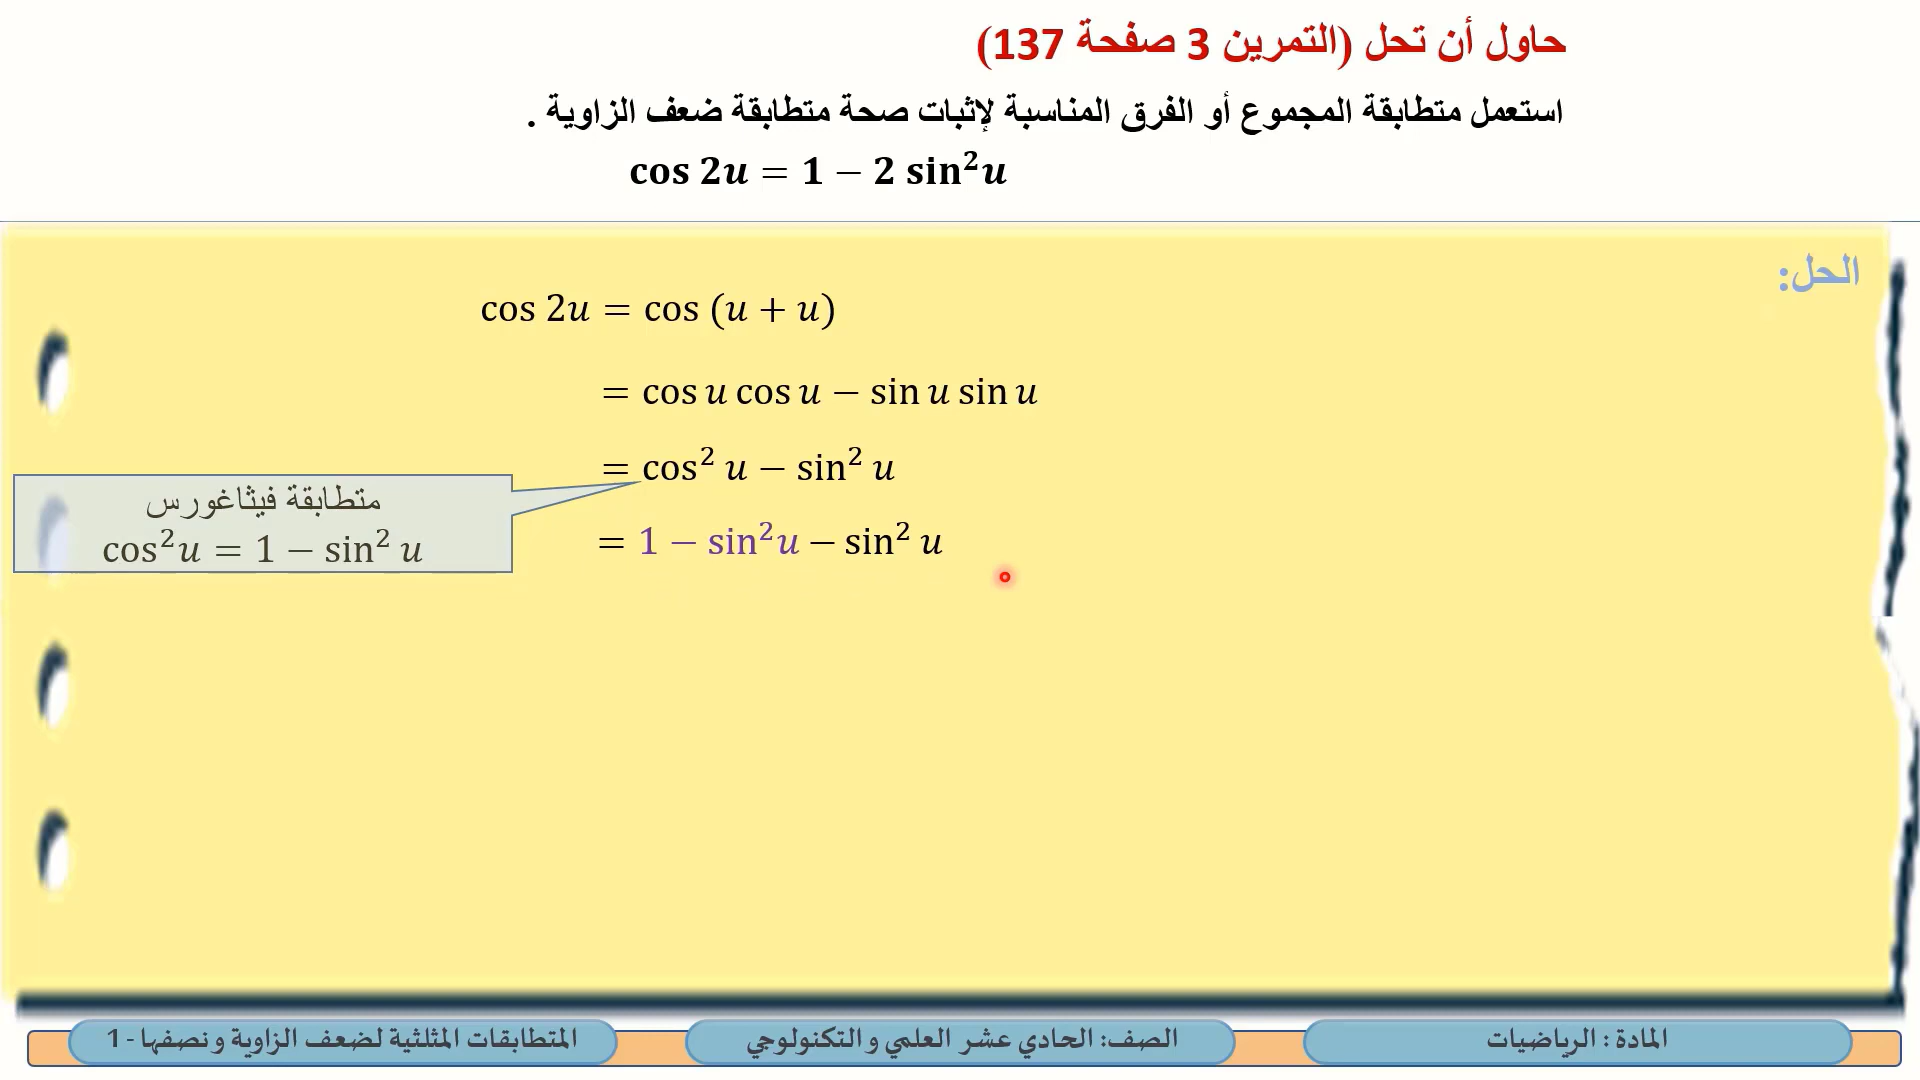 حاول أن تحل (التمرين 3 صفحة 137)
استعمل متطابقة المجموع أو الفرق المناسبة لإثبات صحة متطابقة ضعف الزاوية .
cos 2u = 1 − 2 sin²u
الحل:
cos 2u = cos (u + u)
= cos u cos u − sin u sin u
= cos² u − sin² u
متطابقة فيثاغورس
cos²u = 1 − sin² u
= 1 − sin²u − sin² u
المادة : الرياضيات
الصف: الحادي عشر العلمي والتكنولوجي
المتطابقات المثلثية لضعف الزاوية ونصفها - 1